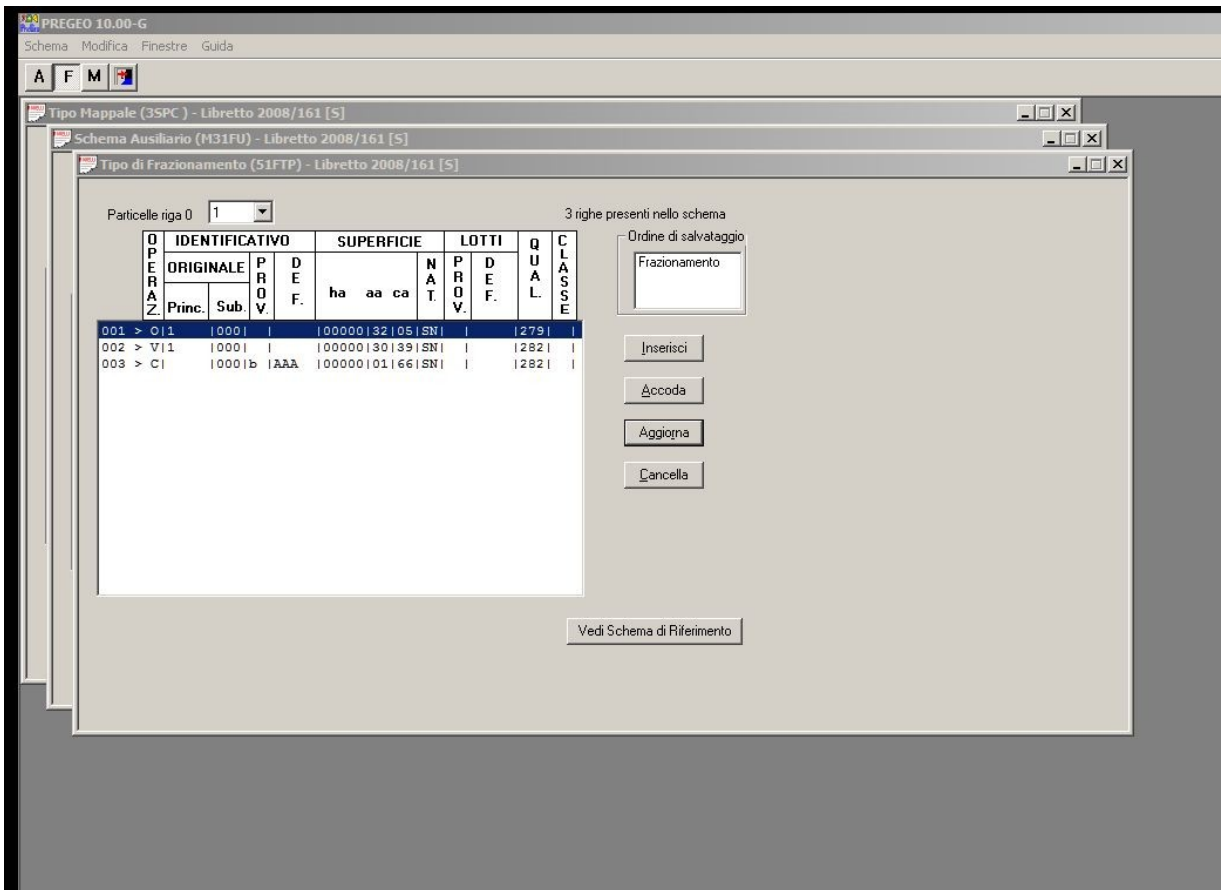 PREGEO 10.00-G
Schema Modifica Finestre Guida
A F M
Tipo Mappale (3SPC ) - Libretto 2008/161 [S]
Schema Ausiliario (M31FU) - Libretto 2008/161 [S]
Tipo di Frazionamento (51FTP) - Libretto 2008/161 [S]
Particelle riga 0 1
3 righe presenti nello schema
OPERAZ. IDENTIFICATIVO SUPERFICIE LOTTI QUAL. CLASSE
ORIGINALE PROV. DEF. ha aa ca NAT. PROV. DEF.
Princ. Sub.
001 > O|1 |000| | |00000|32|05|SN| | |279| |
002 > V|1 |000| | |00000|30|39|SN| | |282| |
003 > C| |000|b |AAA |00000|01|66|SN| | |282| |
Ordine di salvataggio
Frazionamento
Inserisci
Accoda
Aggiorna
Cancella
Vedi Schema di Riferimento